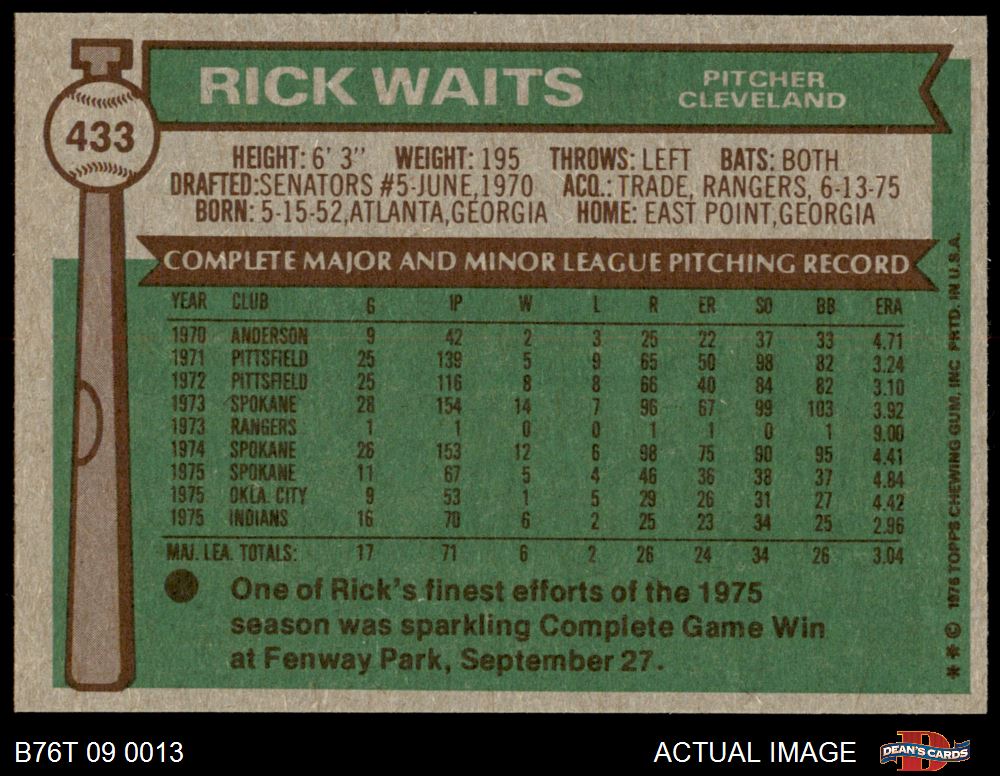 RICK WAITS
PITCHER
CLEVELAND
433
HEIGHT: 6' 3" WEIGHT: 195 THROWS: LEFT BATS: BOTH
DRAFTED:SENATORS #5-JUNE,1970 ACQ.: TRADE, RANGERS, 6-13-75
BORN: 5-15-52,ATLANTA,GEORGIA HOME: EAST POINT,GEORGIA
COMPLETE MAJOR AND MINOR LEAGUE PITCHING RECORD
YEAR CLUB G IP W L R ER SO BB ERA
1970 ANDERSON 9 42 2 3 25 22 37 33 4.71
1971 PITTSFIELD 25 139 5 9 65 50 98 82 3.24
1972 PITTSFIELD 25 116 8 8 66 40 84 82 3.10
1973 SPOKANE 28 154 14 7 96 67 99 103 3.92
1973 RANGERS 1 1 0 0 1 1 0 1 9.00
1974 SPOKANE 26 153 12 6 98 75 90 95 4.41
1975 SPOKANE 11 67 5 4 46 36 38 37 4.84
1975 OKLA. CITY 9 53 1 5 29 26 31 27 4.42
1975 INDIANS 16 70 6 2 25 23 34 25 2.96
MAJ. LEA. TOTALS: 17 71 6 2 26 24 34 26 3.04
One of Rick's finest efforts of the 1975
season was sparkling Complete Game Win
at Fenway Park, September 27.
** © 1976 TOPPS CHEWING GUM, INC PRTD. IN U.S.A.
B76T 09 0013
ACTUAL IMAGE
D
DEAN'S CARDS